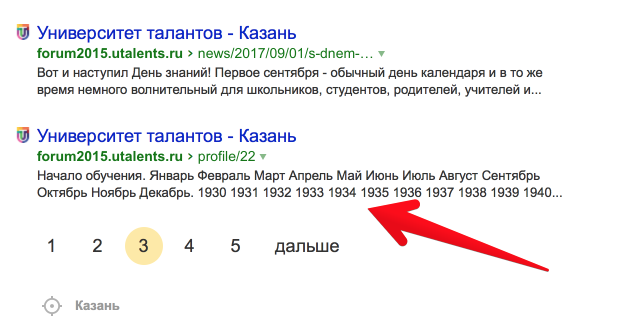 Университет талантов - Казань
forum2015.utalents.ru › news/2017/09/01/s-dnem-…
Вот и наступил День знаний! Первое сентября - обычный день календаря и в то же
время немного волнительный для школьников, студентов, родителей, учителей и...
Университет талантов - Казань
forum2015.utalents.ru › profile/22
Начало обучения. Январь Февраль Март Апрель Май Июнь Июль Август Сентябрь
Октябрь Ноябрь Декабрь. 1930 1931 1932 1933 1934 1935 1936 1937 1938 1939 1940...
1 2 3 4 5 дальше
Казань